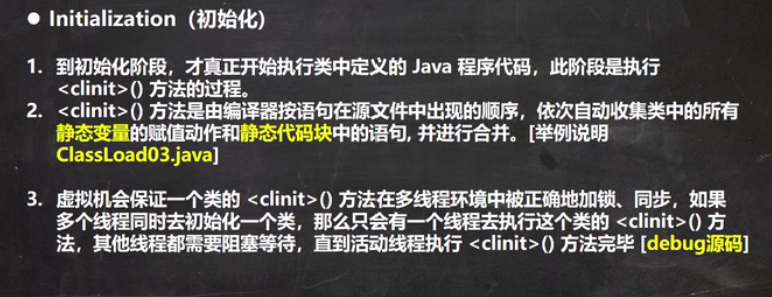 ● Initialization（初始化）
1. 到初始化阶段，才真正开始执行类中定义的 Java 程序代码，此阶段是执行
<clinit>() 方法的过程。
2. <clinit>() 方法是由编译器按语句在源文件中出现的顺序，依次自动收集类中的所有
静态变量的赋值动作和静态代码块中的语句, 并进行合并。[举例说明
ClassLoad03.java]
3. 虚拟机会保证一个类的 <clinit>() 方法在多线程环境中被正确地加锁、同步，如果
多个线程同时去初始化一个类，那么只会有一个线程去执行这个类的 <clinit>() 方
法，其他线程都需要阻塞等待，直到活动线程执行 <clinit>() 方法完毕 [debug源码]